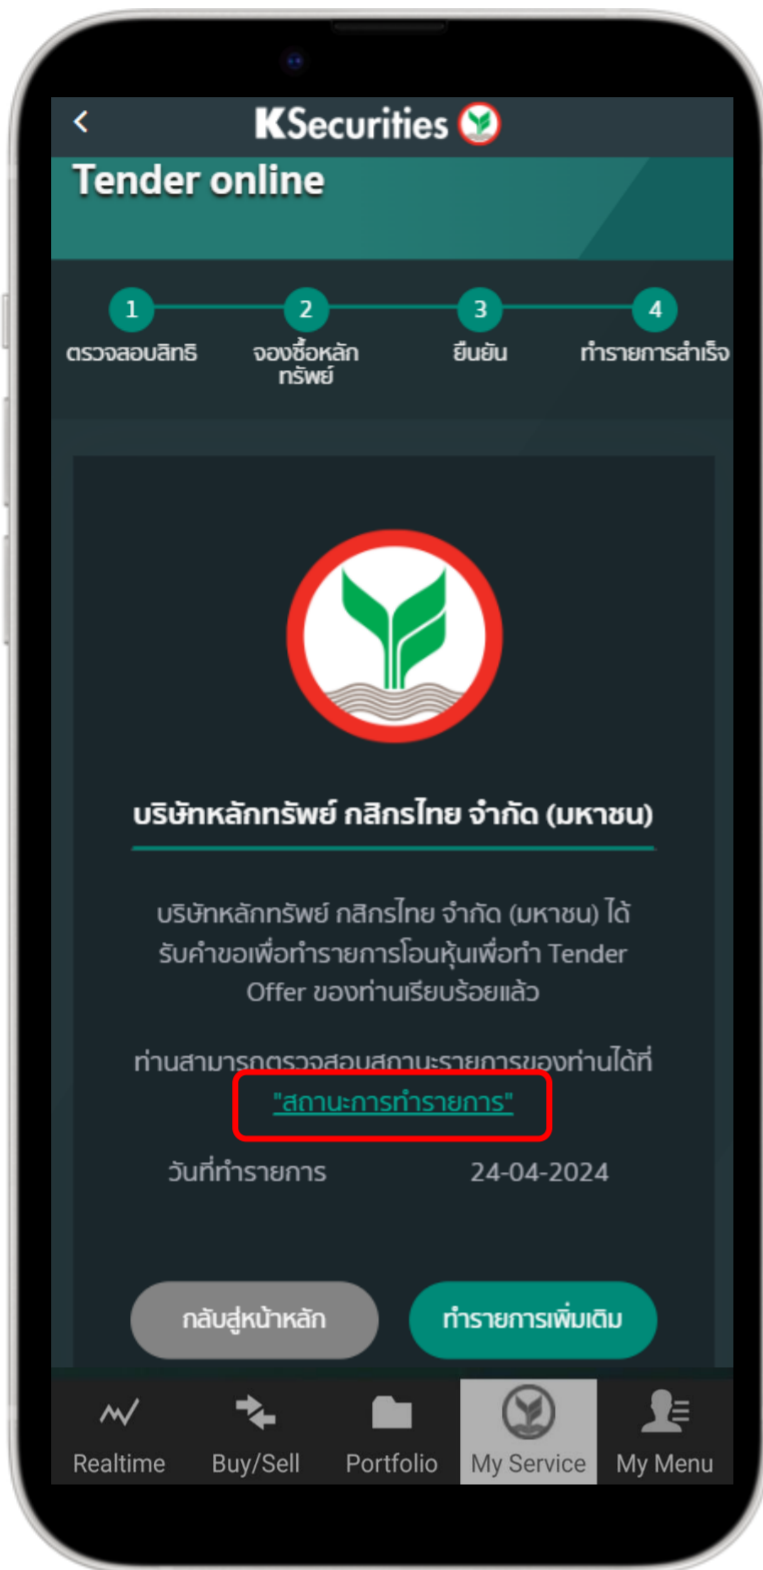 KSecurities
Tender online
1
2
3
4
ตรวจสอบสิทธิ
จองซื้อหลัก
ทรัพย์
ยืนยัน
ทำรายการสำเร็จ
บริษัทหลักทรัพย์ กสิกรไทย จำกัด (มหาชน)
บริษัทหลักทรัพย์ กสิกรไทย จำกัด (มหาชน) ได้
รับคำขอเพื่อทำรายการโอนหุ้นเพื่อทำ Tender
Offer ของท่านเรียบร้อยแล้ว
ท่านสามารถตรวจสอบสถานะรายการของท่านได้ที่
"สถานะการทำรายการ"
วันที่ทำรายการ 24-04-2024
กลับสู่หน้าหลัก
ทำรายการเพิ่มเติม
Realtime
Buy/Sell
Portfolio
My Service
My Menu